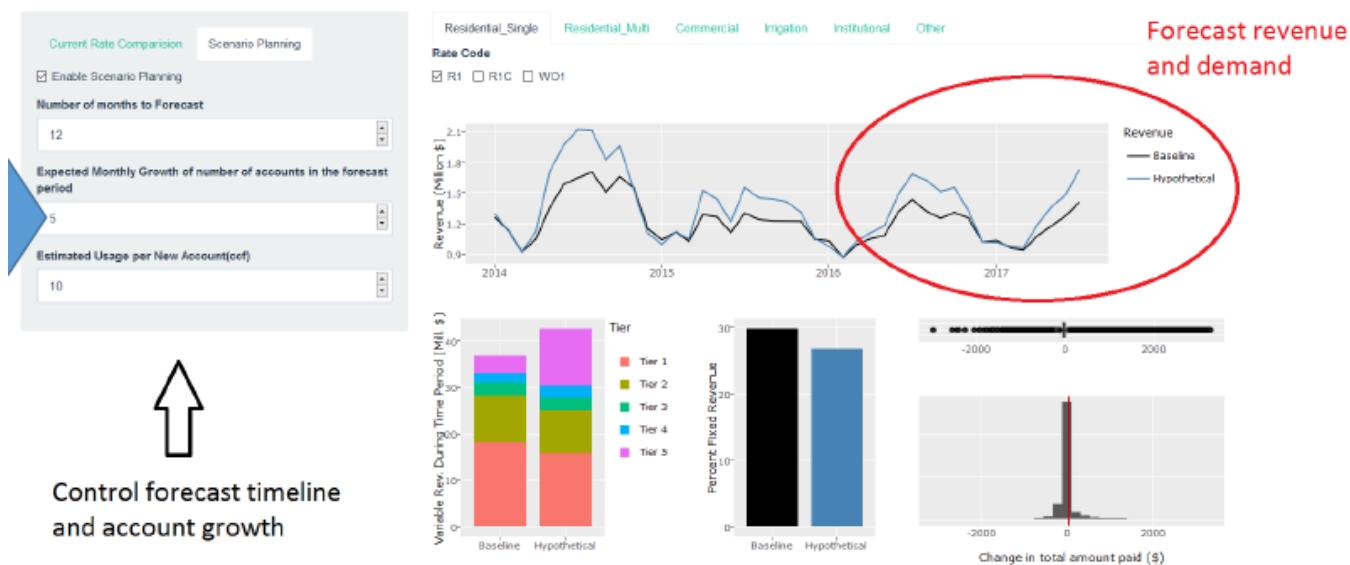 Current Rate Comparision
Scenario Planning
Enable Scenario Planning
Number of months to Forecast
12
Expected Monthly Growth of number of accounts in the forecast
period
5
Estimated Usage per New Account(ccf)
10
Control forecast timeline
and account growth
Residential_Single
Residential_Multi
Commercial
Irrigation
Institutional
Other
Rate Code
R1
R1C
WD1
Forecast revenue
and demand
Revenue [Million $]
2.1
1.8
1.5
1.2
0.9
2014
2015
2016
2017
Revenue
Baseline
Hypothetical
Variable Rev. During Time Period [Mil. $]
40
30
20
10
0
Baseline
Hypothetical
Tier
Tier 1
Tier 2
Tier 3
Tier 4
Tier 5
Percent Fixed Revenue
30
20
10
0
Baseline
Hypothetical
-2000
0
2000
-2000
0
2000
Change in total amount paid ($)